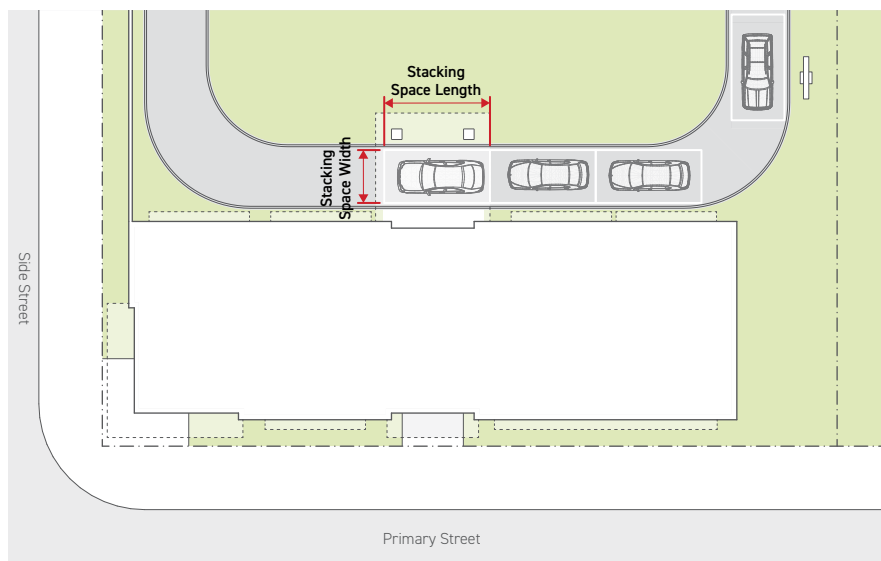 Stacking
Space Length
Stacking
Space Width
Side Street
Primary Street